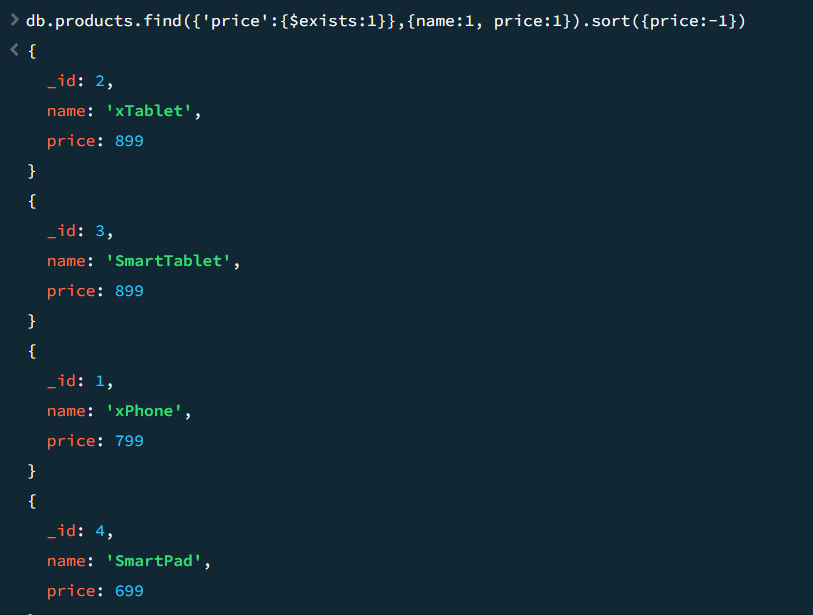 > db.products.find({'price':{$exists:1}},{name:1, price:1}).sort({price:-1})
< {
_id: 2,
name: 'xTablet',
price: 899
}
{
_id: 3,
name: 'SmartTablet',
price: 899
}
{
_id: 1,
name: 'xPhone',
price: 799
}
{
_id: 4,
name: 'SmartPad',
price: 699